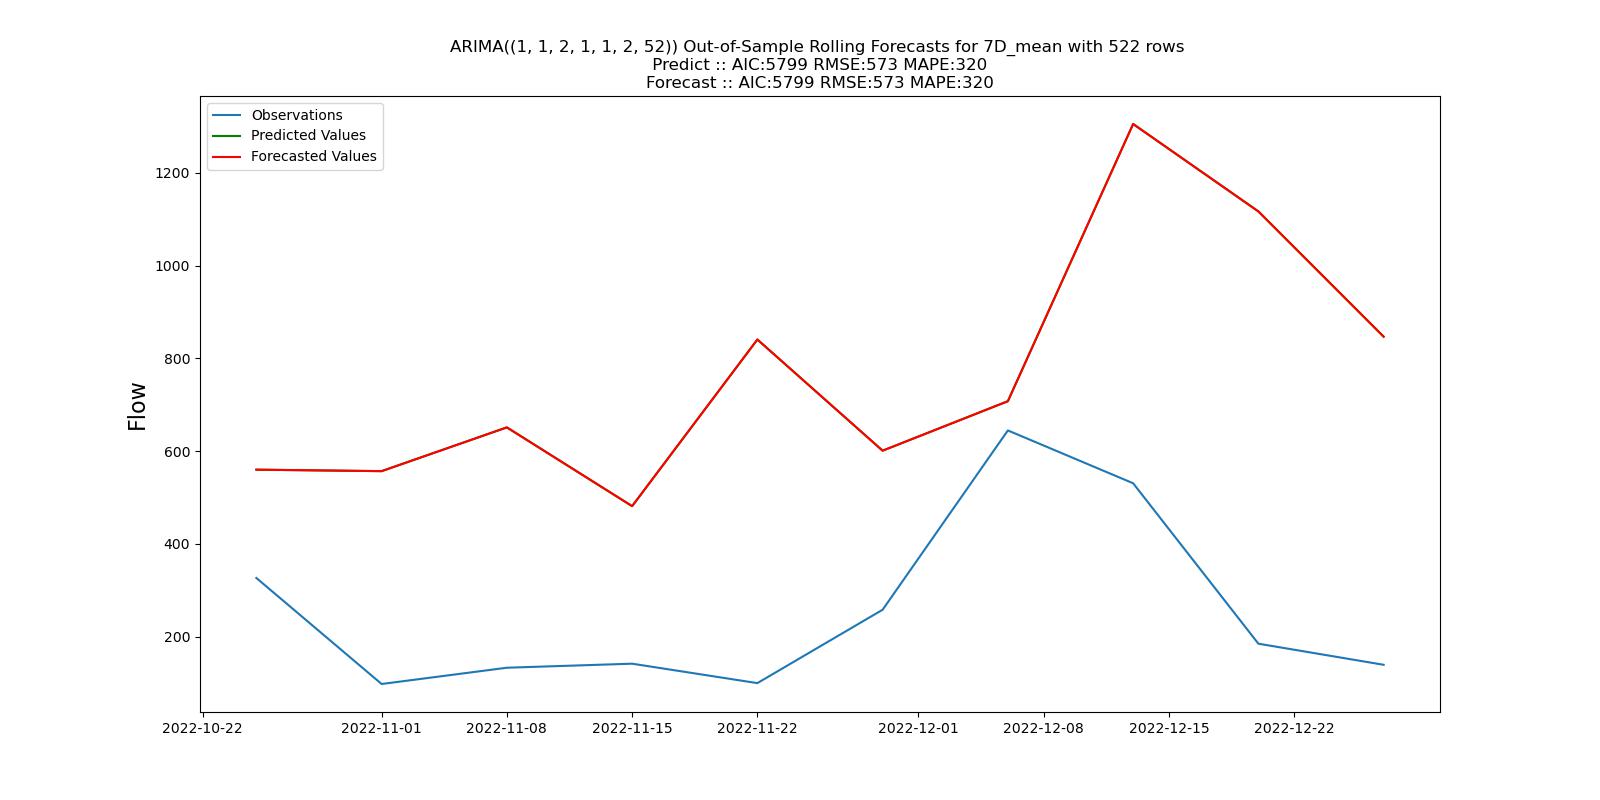 ARIMA((1, 1, 2, 1, 1, 2, 52)) Out-of-Sample Rolling Forecasts for 7D_mean with 522 rows
Predict :: AIC:5799 RMSE:573 MAPE:320
Forecast :: AIC:5799 RMSE:573 MAPE:320
Observations
Predicted Values
Forecasted Values
1200
1000
800
600
400
200
Flow
2022-10-22 2022-11-01 2022-11-08 2022-11-15 2022-11-22 2022-12-01 2022-12-08 2022-12-15 2022-12-22